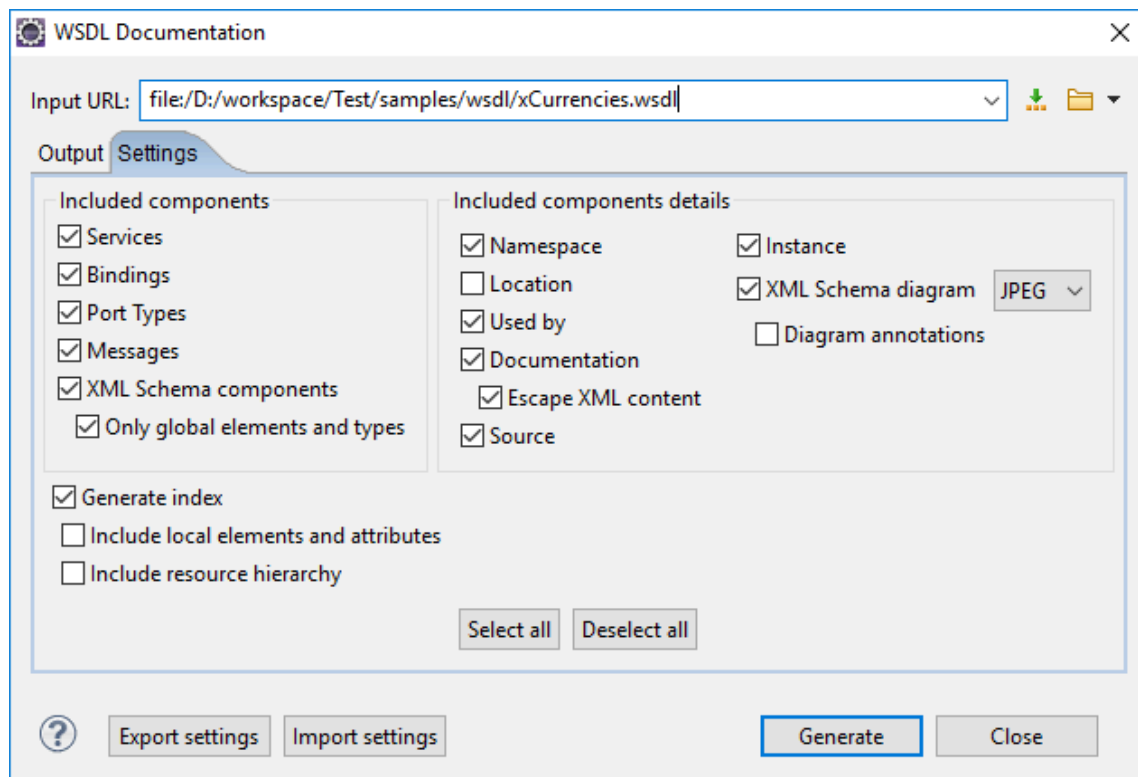 WSDL Documentation
Input URL: file:/D:/workspace/Test/samples/wsdl/xCurrencies.wsdl
Output Settings
Included components
Services
Bindings
Port Types
Messages
XML Schema components
Only global elements and types
Included components details
Namespace
Location
Used by
Documentation
Escape XML content
Source
Instance
XML Schema diagram JPEG
Diagram annotations
Generate index
Include local elements and attributes
Include resource hierarchy
Select all Deselect all
? Export settings Import settings Generate Close